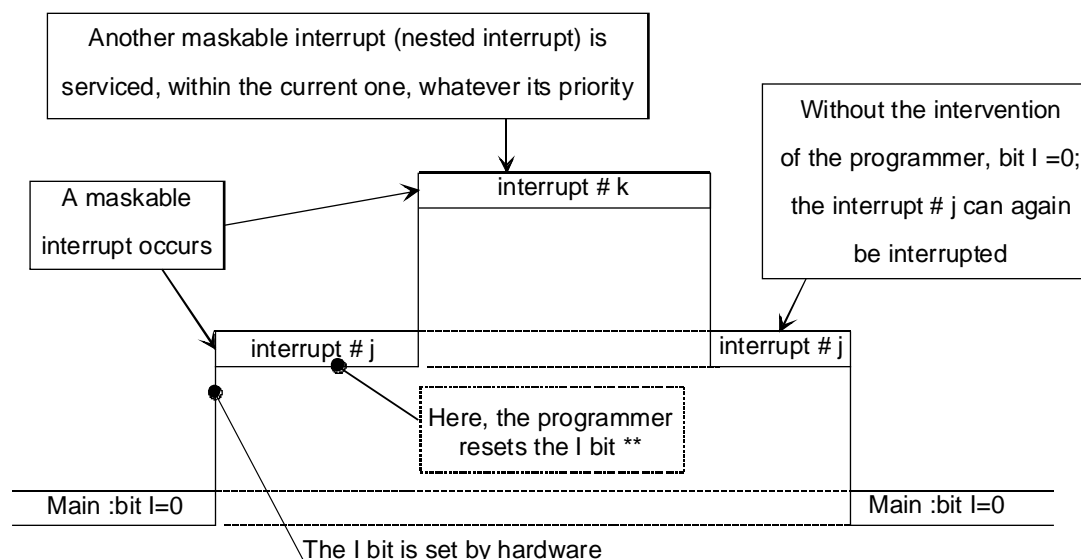 Another maskable interrupt (nested interrupt) is
serviced, within the current one, whatever its priority
Without the intervention
of the programmer, bit I =0;
the interrupt # j can again
be interrupted
A maskable
interrupt occurs
interrupt # k
interrupt # j
interrupt # j
Here, the programmer
resets the I bit **
Main :bit I=0
Main :bit I=0
The I bit is set by hardware